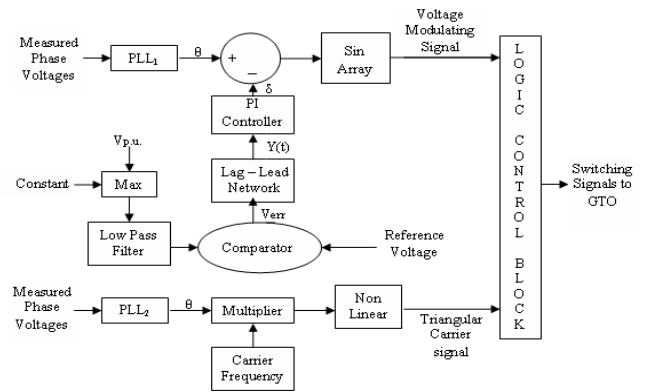 Measured
Phase
Voltages
PLL₁
θ
+
−
δ
Sin
Array
Voltage
Modulating
Signal
PI
Controller
Y(t)
Lag – Lead
Network
Verr
Vp.u.
Constant
Max
Low Pass
Filter
Comparator
Reference
Voltage
LOGIC CONTROL BLOCK
Switching
Signals to
GTO
Measured
Phase
Voltages
PLL₂
θ
Multiplier
Non
Linear
Triangular
Carrier
signal
Carrier
Frequency